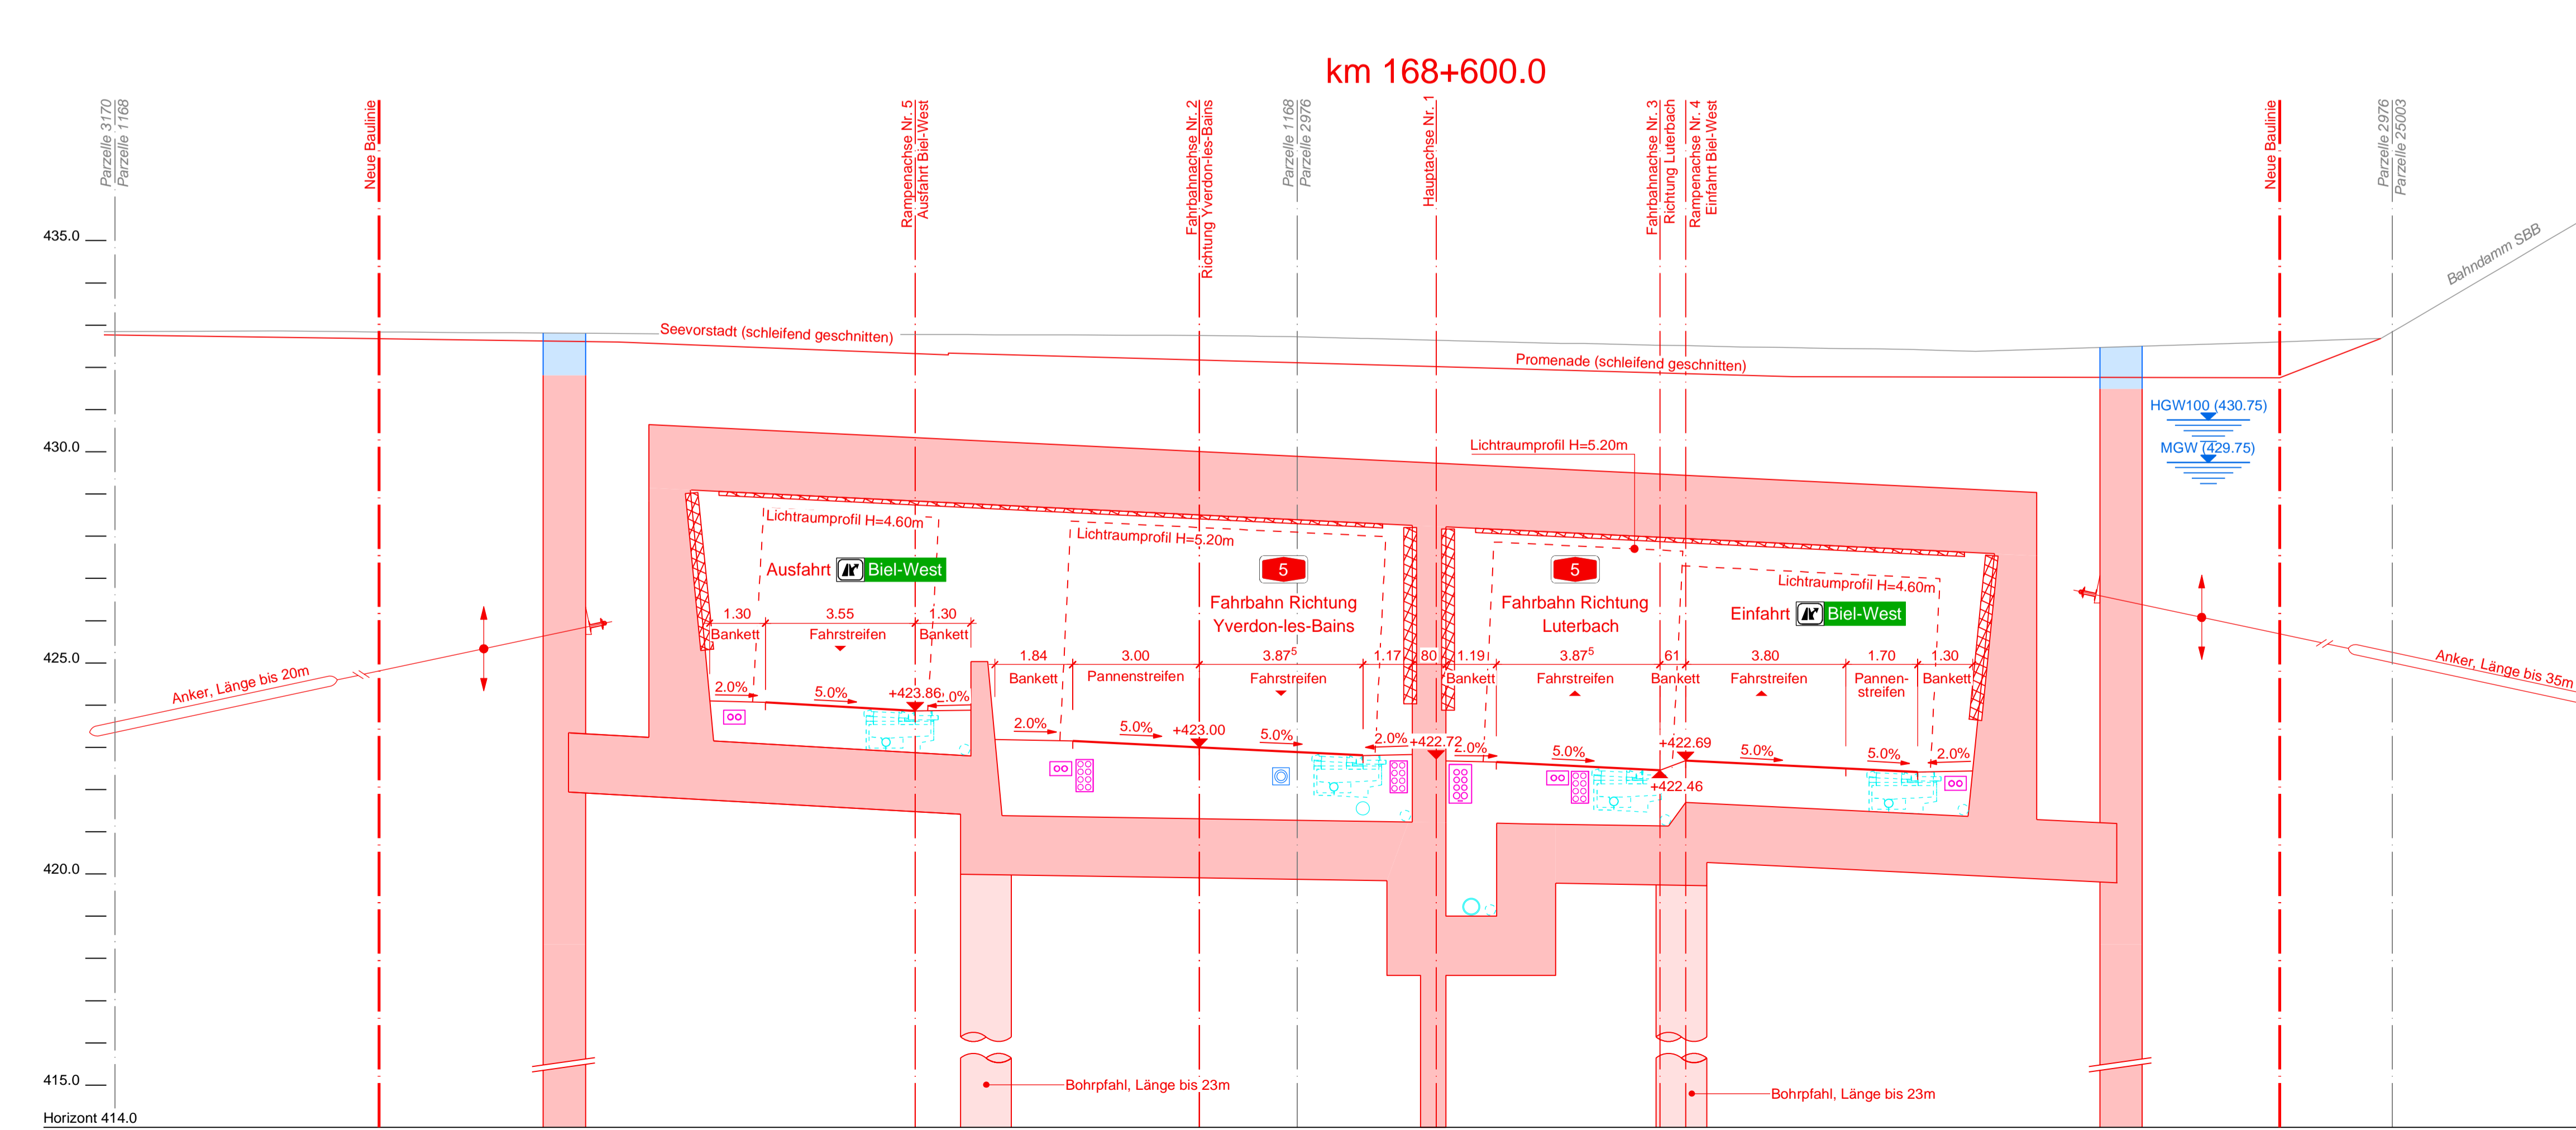 km 168+600.0
Parzelle 3170
Parzelle 1168
Neue Baulinie
Rampenachse Nr. 5
Ausfahrt Biel-West
Fahrbahnachse Nr. 2
Richtung Yverdon-les-Bains
Parzelle 1168
Parzelle 2976
Hauptachse Nr. 1
Fahrbahnachse Nr. 3
Richtung Luterbach
Rampenachse Nr. 4
Einfahrt Biel-West
Neue Baulinie
Parzelle 2976
Parzelle 25003
435.0
Bahndamm SBB
Seevorstadt (schleifend geschnitten)
Promenade (schleifend geschnitten)
HGW100 (430.75)
MGW (429.75)
430.0
Lichtraumprofil H=5.20m
Lichtraumprofil H=4.60m
Lichtraumprofil H=5.20m
Lichtraumprofil H=4.60m
Ausfahrt Biel-West
5
Fahrbahn Richtung
Yverdon-les-Bains
5
Fahrbahn Richtung
Luterbach
Einfahrt Biel-West
1.30 3.55 1.30
Bankett Fahrstreifen Bankett
425.0
1.84 3.00 3.87⁵ 1.17 80 1.19 3.87⁵ 61 3.80 1.70 1.30
Bankett Pannenstreifen Fahrstreifen Bankett Fahrstreifen Bankett Fahrstreifen Pannen-
streifen Bankett
Anker, Länge bis 20m
Anker, Länge bis 35m
2.0% 5.0% +423.86 .0%
2.0% 5.0% +423.00 5.0% 2.0% +422.72 2.0% 5.0% +422.69 5.0% 5.0% 2.0%
+422.46
420.0
415.0
Bohrpfahl, Länge bis 23m
Bohrpfahl, Länge bis 23m
Horizont 414.0